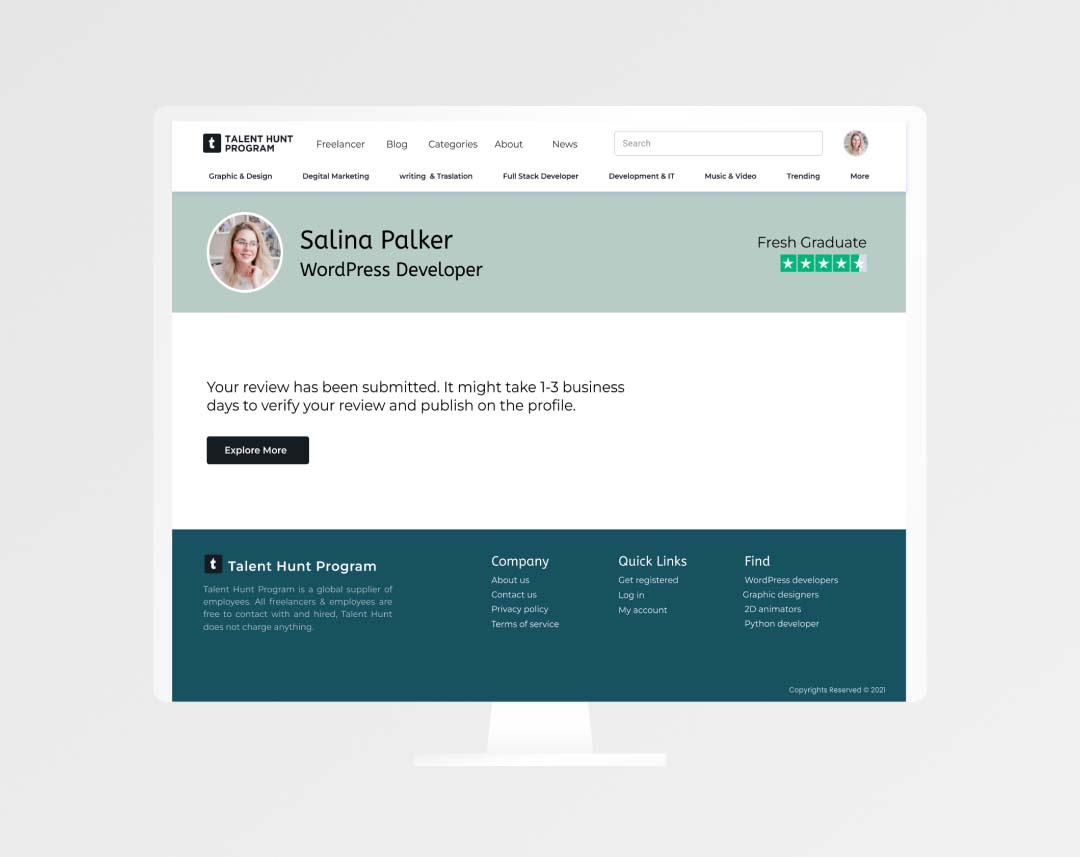 t TALENT HUNT
PROGRAM
Freelancer Blog Categories About News Search
Graphic & Design Degital Marketing writing & Traslation Full Stack Developer Development & IT Music & Video Trending More
Salina Palker
WordPress Developer
Fresh Graduate
Your review has been submitted. It might take 1-3 business
days to verify your review and publish on the profile.
Explore More
t Talent Hunt Program
Talent Hunt Program is a global supplier of
employees. All freelancers & employees are
free to contact with and hired, Talent Hunt
does not charge anything.
Company
About us
Contact us
Privacy policy
Terms of service
Quick Links
Get registered
Log in
My account
Find
WordPress developers
Graphic designers
2D animators
Python developer
Copyrights Reserved © 2021